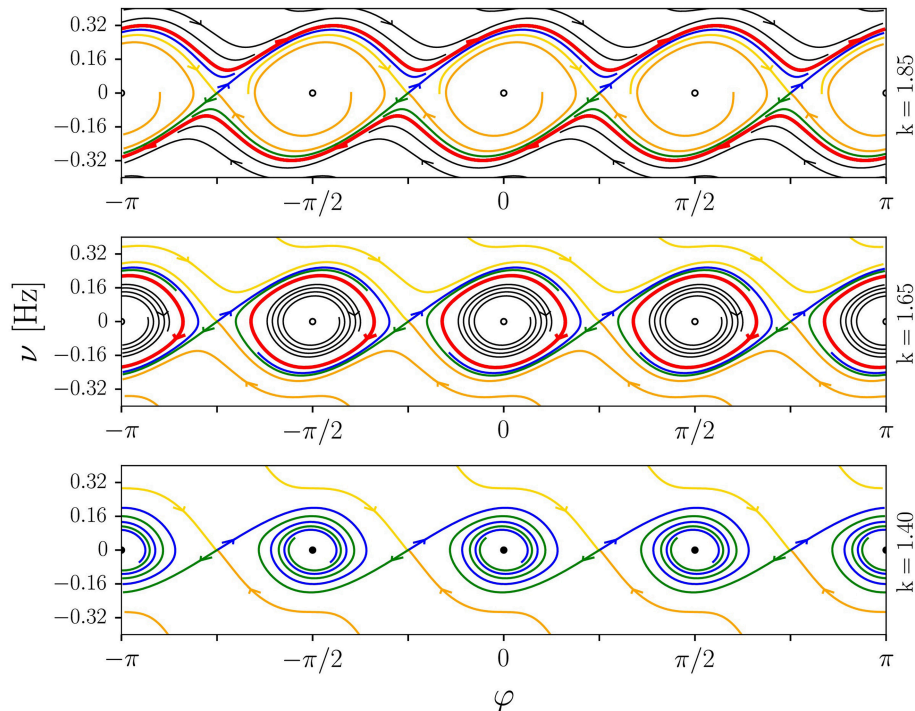 0.32
0.16
0
−0.16
−0.32
−π
−π/2
0
π/2
π
k = 1.85
0.32
0.16
0
−0.16
−0.32
−π
−π/2
0
π/2
π
k = 1.65
ν [Hz]
0.32
0.16
0
−0.16
−0.32
−π
−π/2
0
π/2
π
k = 1.40
φ